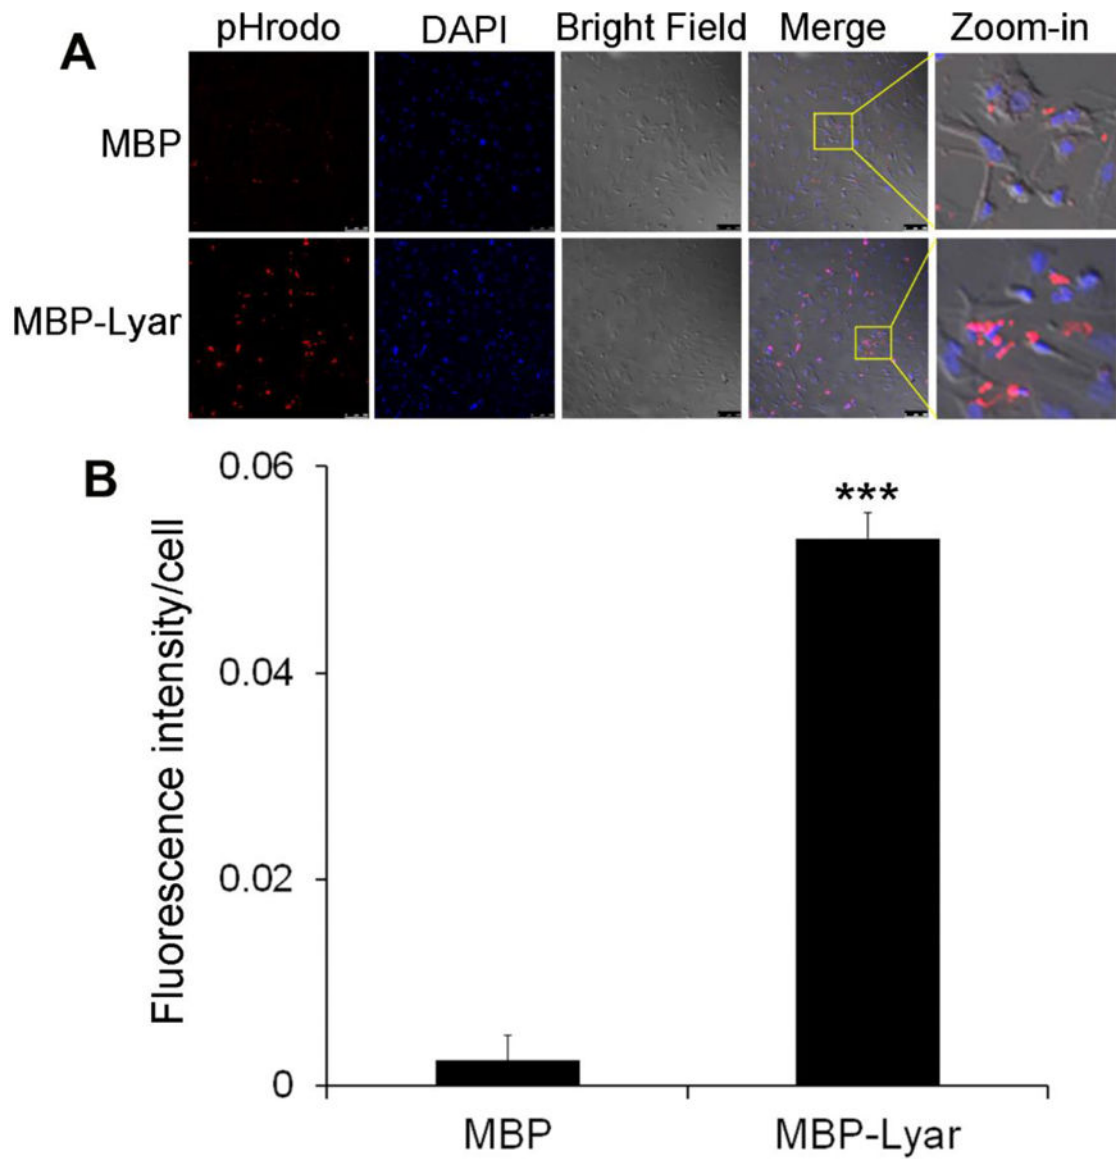 A
pHrodo DAPI Bright Field Merge Zoom-in
MBP
MBP-Lyar
B
Fluorescence intensity/cell
0.06
***
0.04
0.02
0
MBP MBP-Lyar